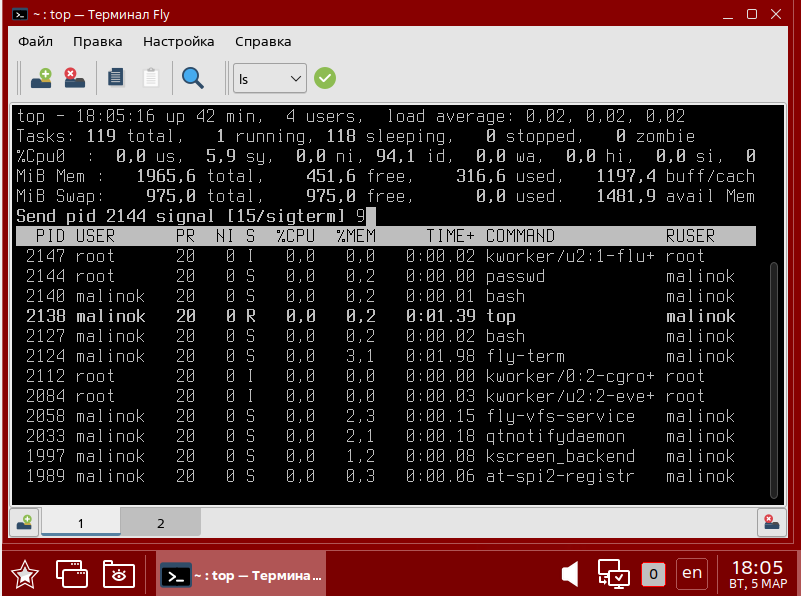 ~ : top — Терминал Fly
Файл Правка Настройка Справка
ls
top - 18:05:16 up 42 min,  4 users,  load average: 0,02, 0,02, 0,02
Tasks: 119 total,   1 running, 118 sleeping,   0 stopped,   0 zombie
%Cpu0  :  0,0 us,  5,9 sy,  0,0 ni, 94,1 id,  0,0 wa,  0,0 hi,  0,0 si,  0
MiB Mem :   1965,6 total,    451,6 free,    316,6 used,   1197,4 buff/cach
MiB Swap:    975,0 total,    975,0 free,      0,0 used.   1481,9 avail Mem
Send pid 2144 signal [15/sigterm] 9
PID USER PR NI S %CPU %MEM TIME+ COMMAND RUSER
2147 root 20 0 I 0,0 0,0 0:00.02 kworker/u2:1-flu+ root
2144 root 20 0 S 0,0 0,2 0:00.00 passwd malinok
2140 malinok 20 0 S 0,0 0,2 0:00.01 bash malinok
2138 malinok 20 0 R 0,0 0,2 0:01.39 top malinok
2127 malinok 20 0 S 0,0 0,2 0:00.02 bash malinok
2124 malinok 20 0 S 0,0 3,1 0:01.98 fly-term malinok
2112 root 20 0 I 0,0 0,0 0:00.00 kworker/0:2-cgro+ root
2084 root 20 0 I 0,0 0,0 0:00.03 kworker/u2:2-eve+ root
2058 malinok 20 0 S 0,0 2,3 0:00.15 fly-vfs-service malinok
2033 malinok 20 0 S 0,0 2,1 0:00.18 qtnotifydaemon malinok
1997 malinok 20 0 S 0,0 1,2 0:00.08 kscreen_backend malinok
1989 malinok 20 0 S 0,0 0,3 0:00.06 at-spi2-registr malinok
1 2
~ : top — Термина...
0 en 18:05
ВТ, 5 МАР